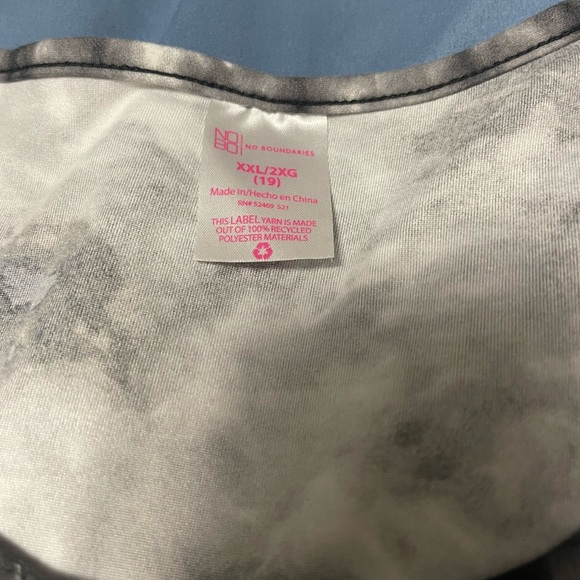 NO
BO
NO BOUNDARIES
XXL/2XG
(19)
Made in/Hecho en China
RN# 52469 S21
THIS LABEL YARN IS MADE
OUT OF 100% RECYCLED
POLYESTER MATERIALS